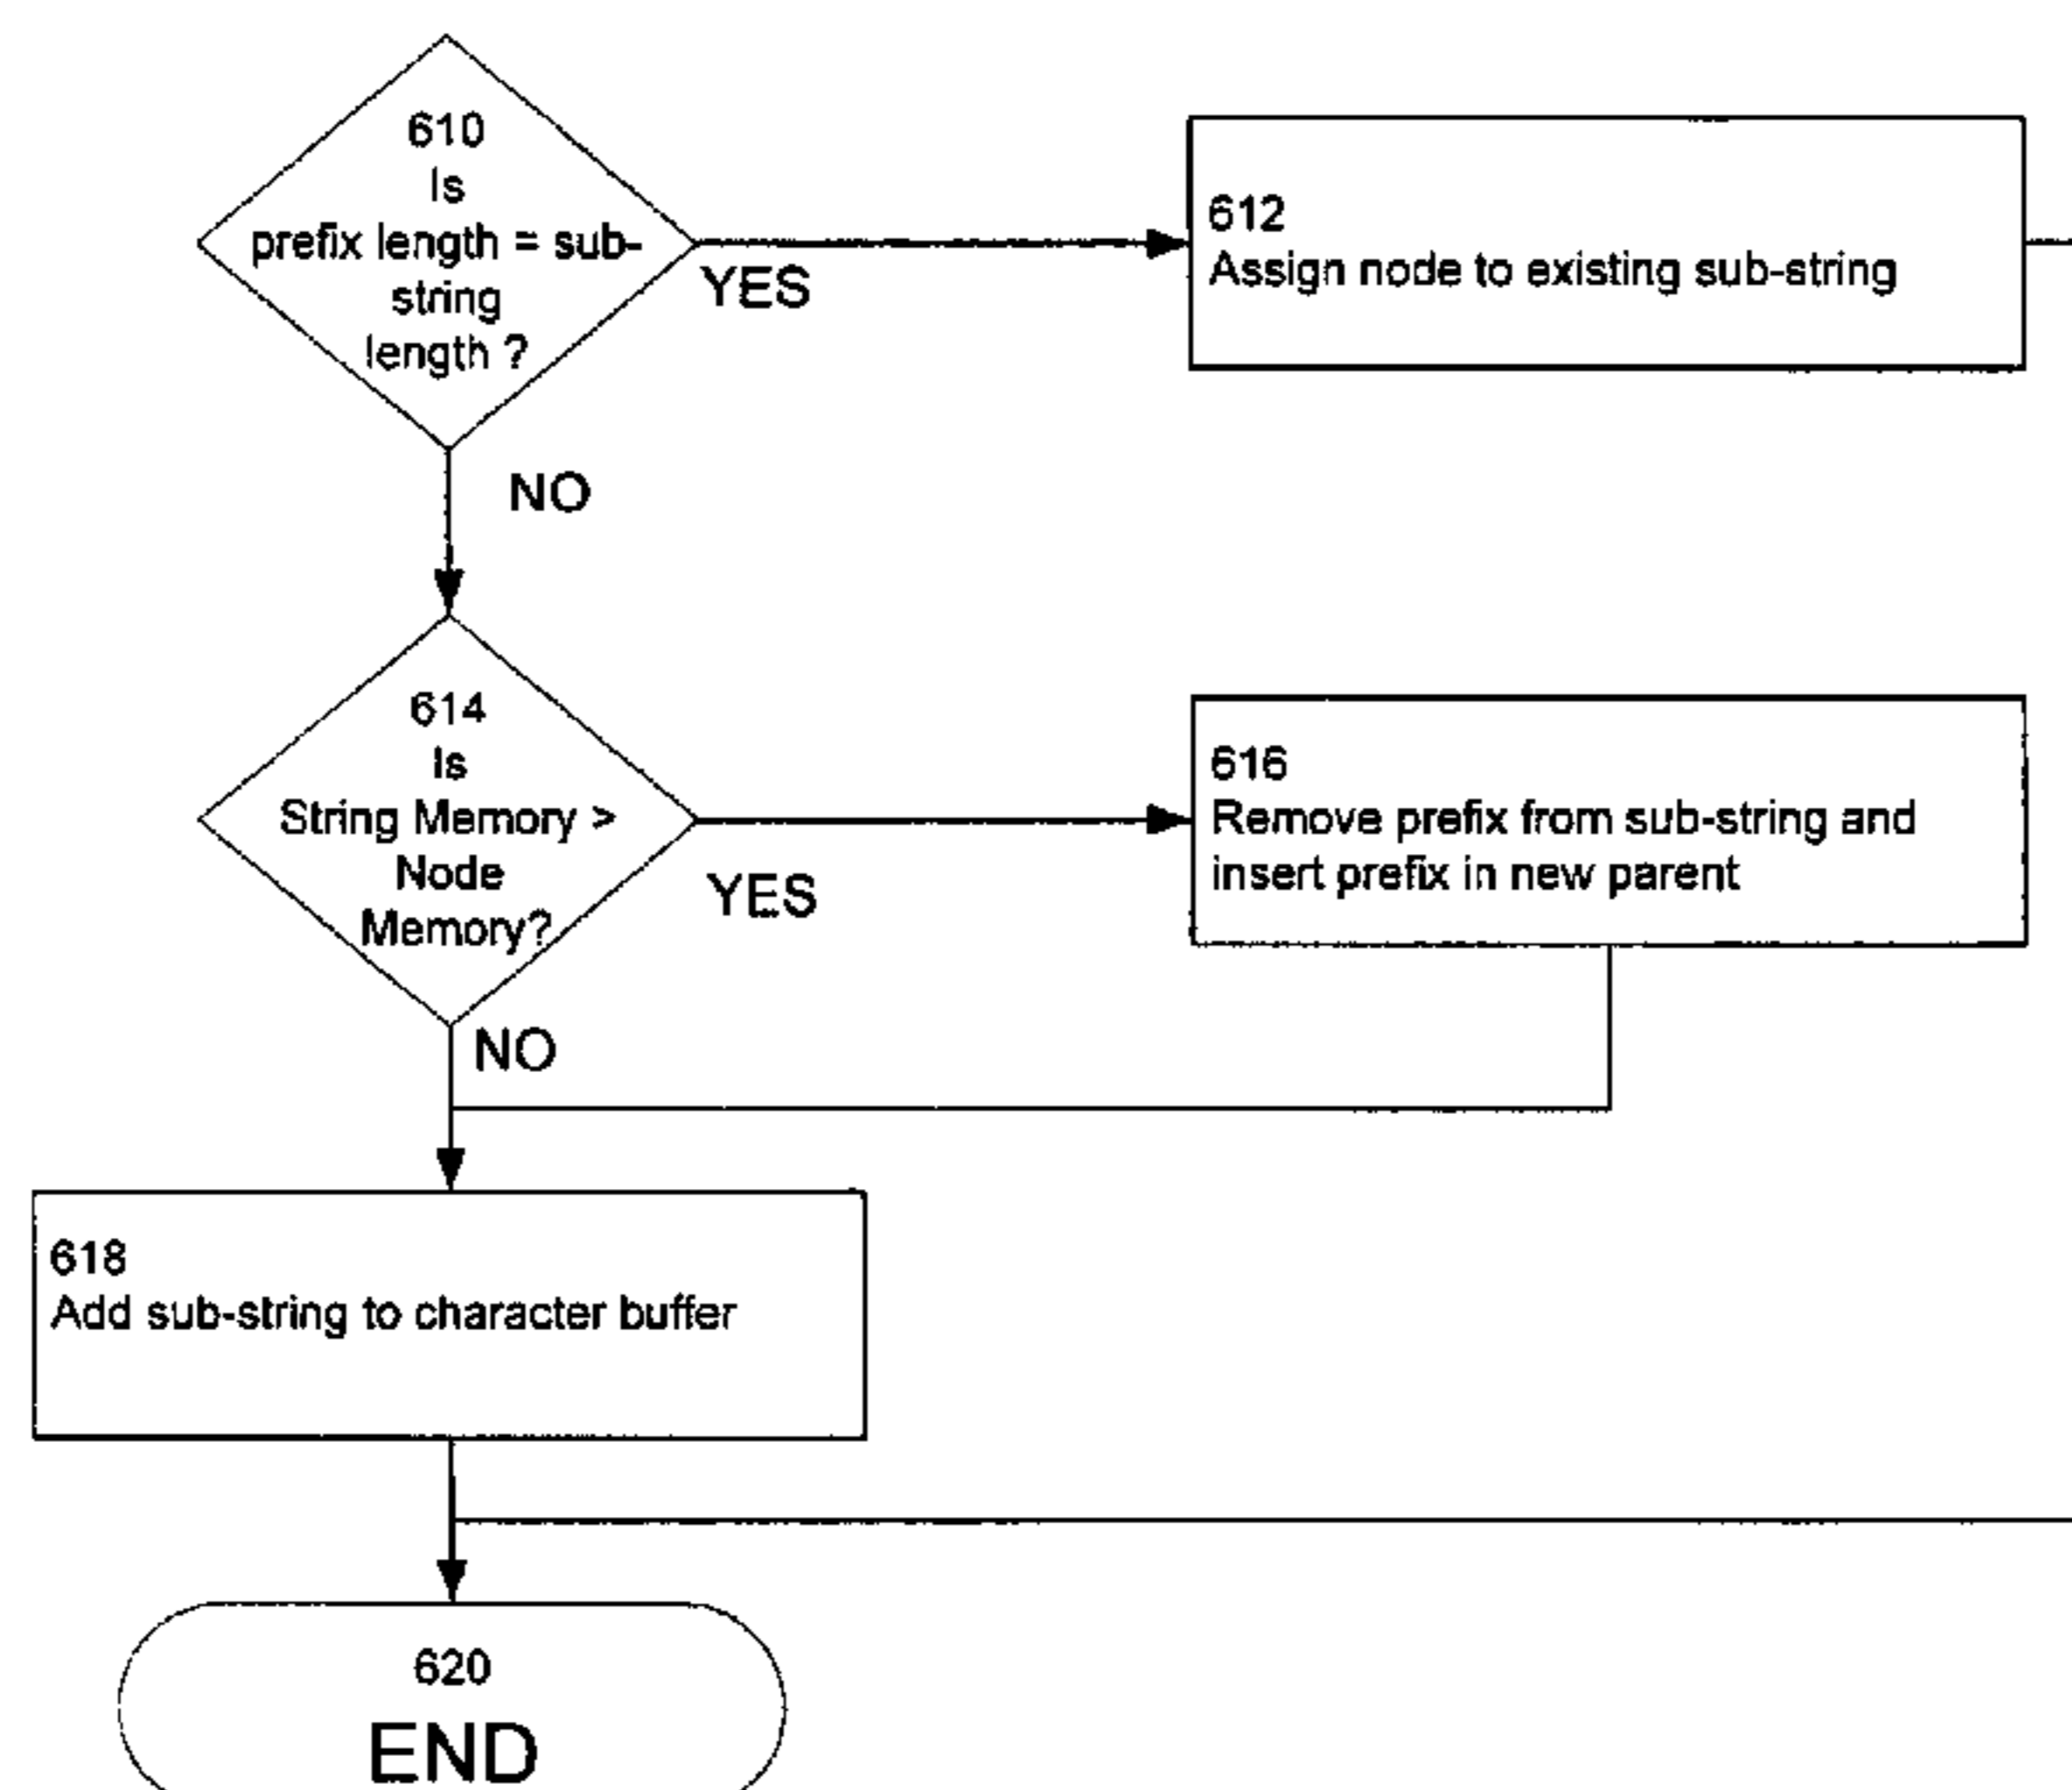 610
Is
prefix length = sub-
string
length ?
YES
612
Assign node to existing sub-string
NO
614
Is
String Memory >
Node
Memory?
YES
616
Remove prefix from sub-string and
insert prefix in new parent
NO
618
Add sub-string to character buffer
620
END